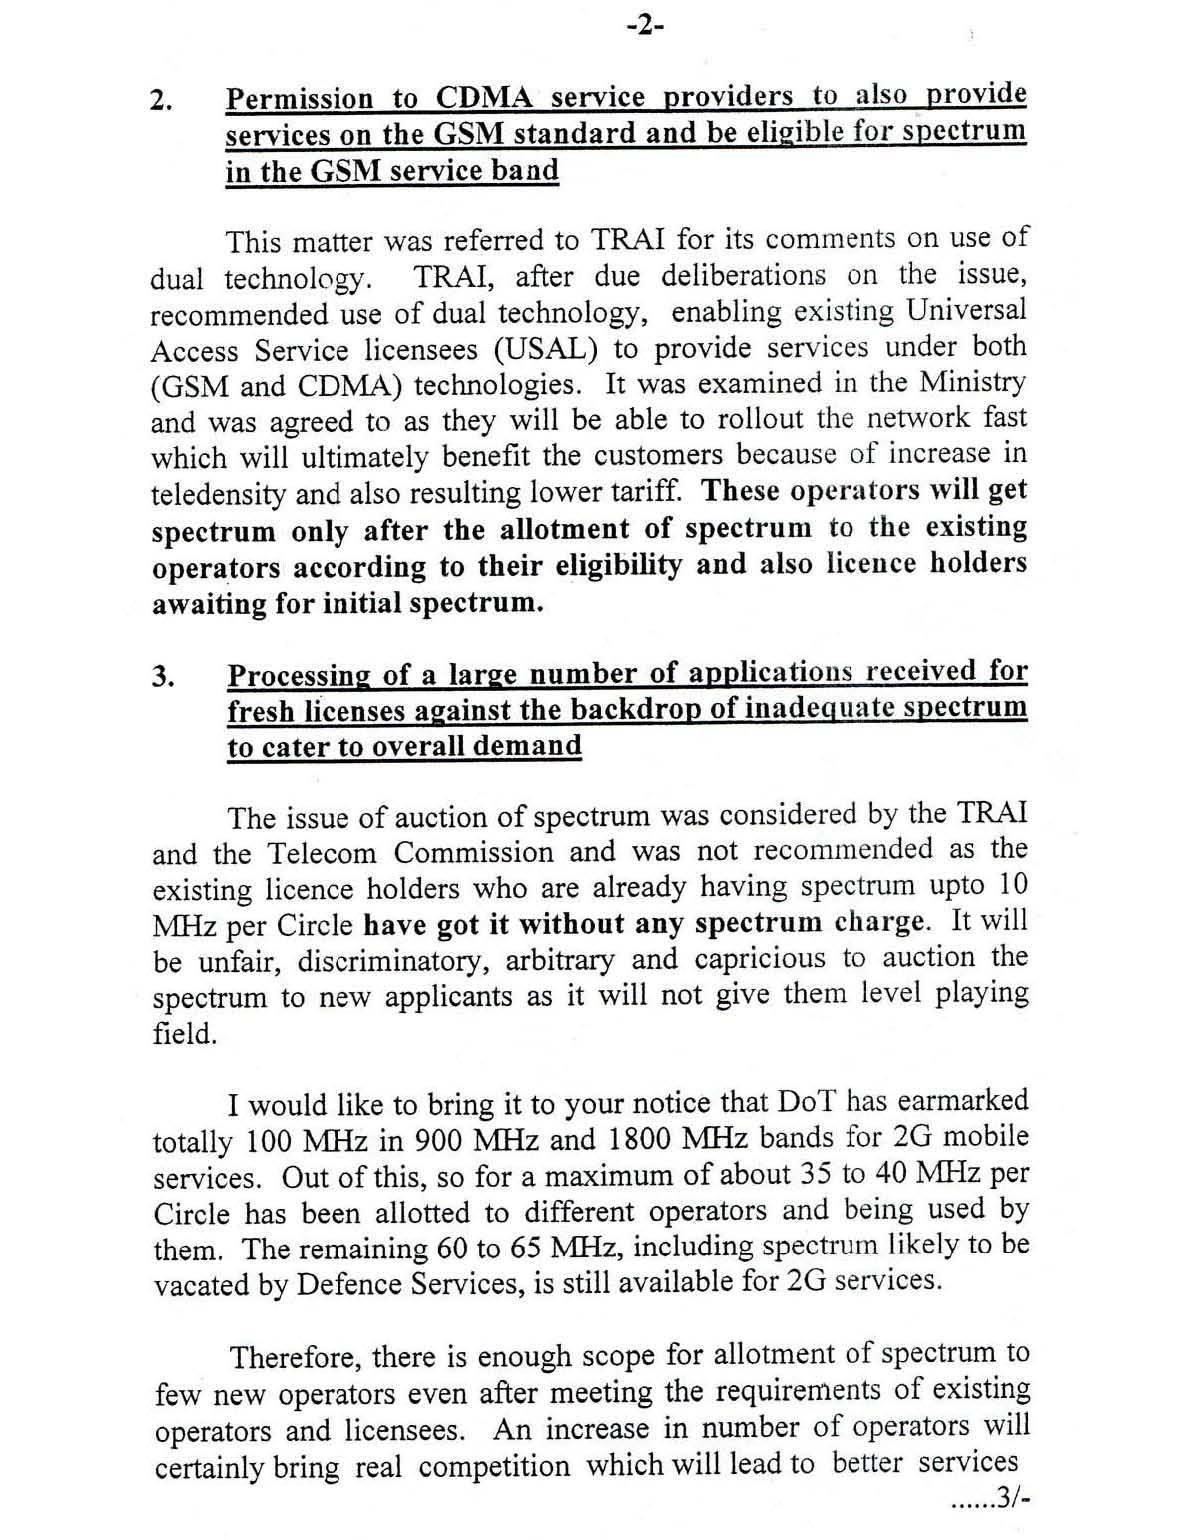 -2-
2. Permission to CDMA service providers to also provide
services on the GSM standard and be eligible for spectrum
in the GSM service band
This matter was referred to TRAI for its comments on use of
dual technology. TRAI, after due deliberations on the issue,
recommended use of dual technology, enabling existing Universal
Access Service licensees (USAL) to provide services under both
(GSM and CDMA) technologies. It was examined in the Ministry
and was agreed to as they will be able to rollout the network fast
which will ultimately benefit the customers because of increase in
teledensity and also resulting lower tariff. These operators will get
spectrum only after the allotment of spectrum to the existing
operators according to their eligibility and also licence holders
awaiting for initial spectrum.
3. Processing of a large number of applications received for
fresh licenses against the backdrop of inadequate spectrum
to cater to overall demand
The issue of auction of spectrum was considered by the TRAI
and the Telecom Commission and was not recommended as the
existing licence holders who are already having spectrum upto 10
MHz per Circle have got it without any spectrum charge. It will
be unfair, discriminatory, arbitrary and capricious to auction the
spectrum to new applicants as it will not give them level playing
field.
I would like to bring it to your notice that DoT has earmarked
totally 100 MHz in 900 MHz and 1800 MHz bands for 2G mobile
services. Out of this, so for a maximum of about 35 to 40 MHz per
Circle has been allotted to different operators and being used by
them. The remaining 60 to 65 MHz, including spectrum likely to be
vacated by Defence Services, is still available for 2G services.
Therefore, there is enough scope for allotment of spectrum to
few new operators even after meeting the requirements of existing
operators and licensees. An increase in number of operators will
certainly bring real competition which will lead to better services
......3/-